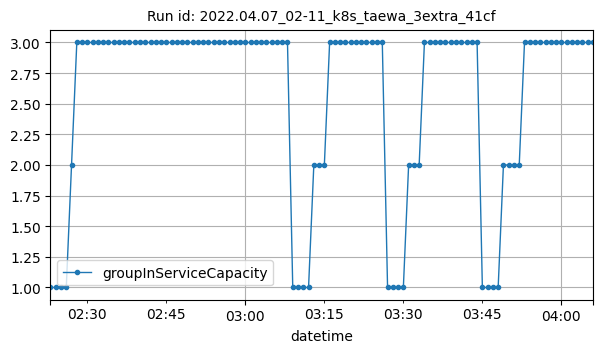 Run id: 2022.04.07_02-11_k8s_taewa_3extra_41cf
3.00
2.75
2.50
2.25
2.00
1.75
1.50
1.25
1.00
groupInServiceCapacity
02:30 02:45 03:00 03:15 03:30 03:45 04:00
datetime